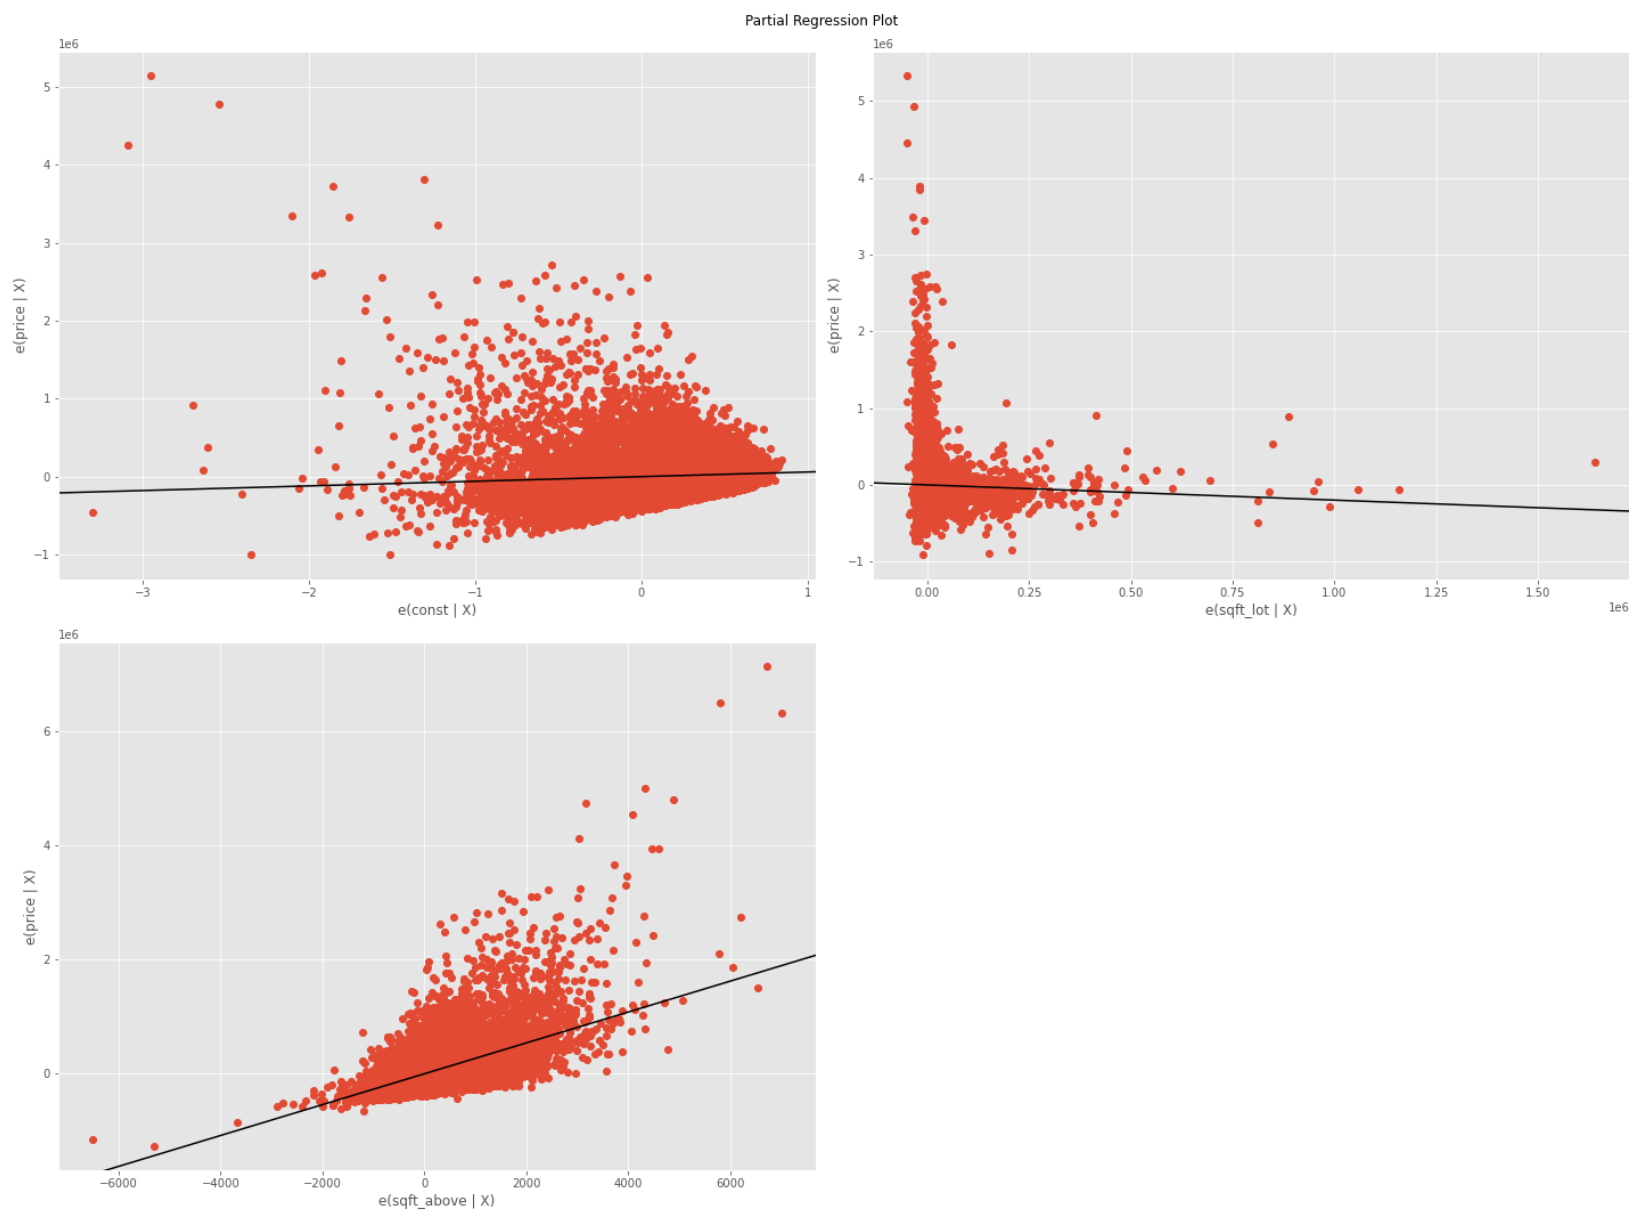 Partial Regression Plot
1e6
5
4
3
2
1
0
−1
e(price | X)
−3 −2 −1 0 1
e(const | X)
1e6
5
4
3
2
1
0
−1
e(price | X)
0.00 0.25 0.50 0.75 1.00 1.25 1.50
1e6
e(sqft_lot | X)
1e6
6
4
2
0
e(price | X)
−6000 −4000 −2000 0 2000 4000 6000
e(sqft_above | X)